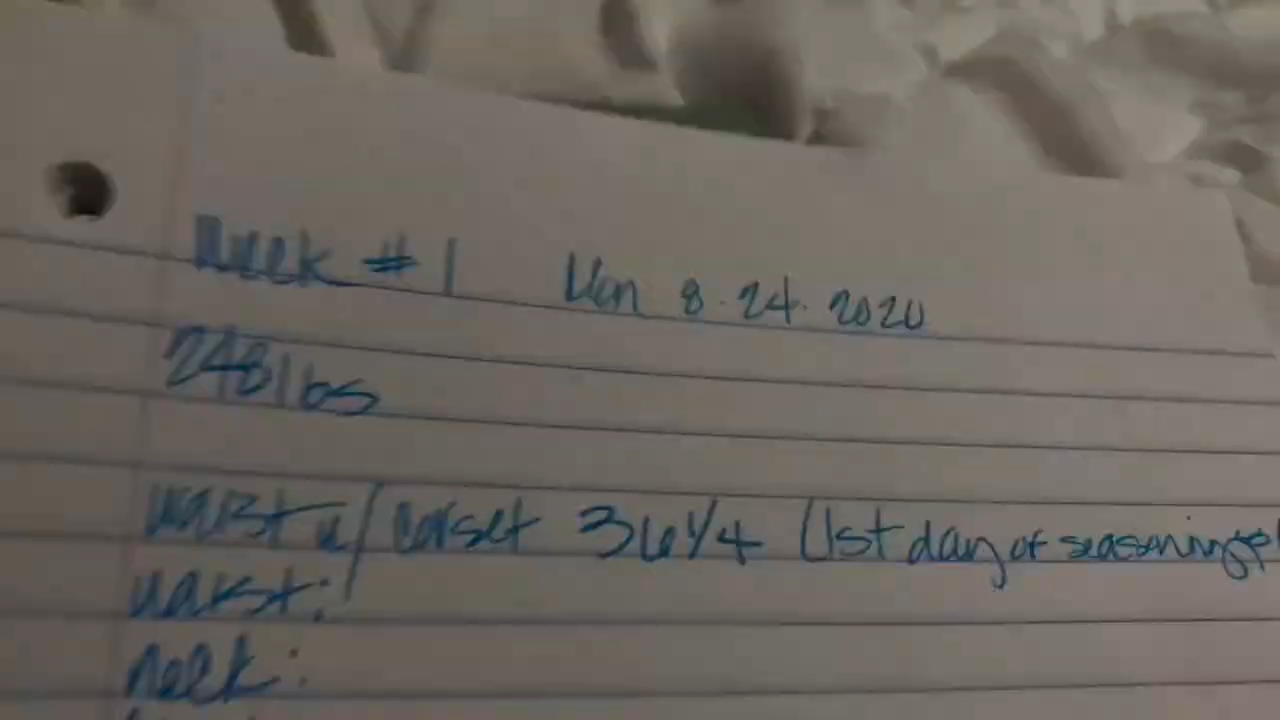 Week #1 Mon 8.24.2020
248lbs
waist w/ corset 36 1/4 (1st day of seasoning
waist:
neck: